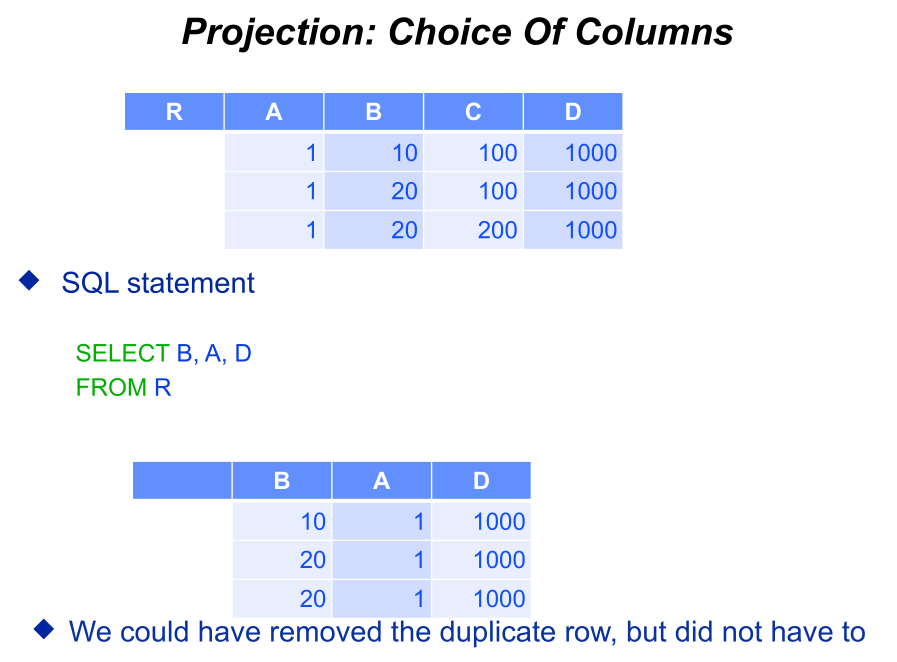 Projection: Choice Of Columns
R A B C D
1 10 100 1000
1 20 100 1000
1 20 200 1000
SQL statement
SELECT B, A, D
FROM R
B A D
10 1 1000
20 1 1000
20 1 1000
We could have removed the duplicate row, but did not have to